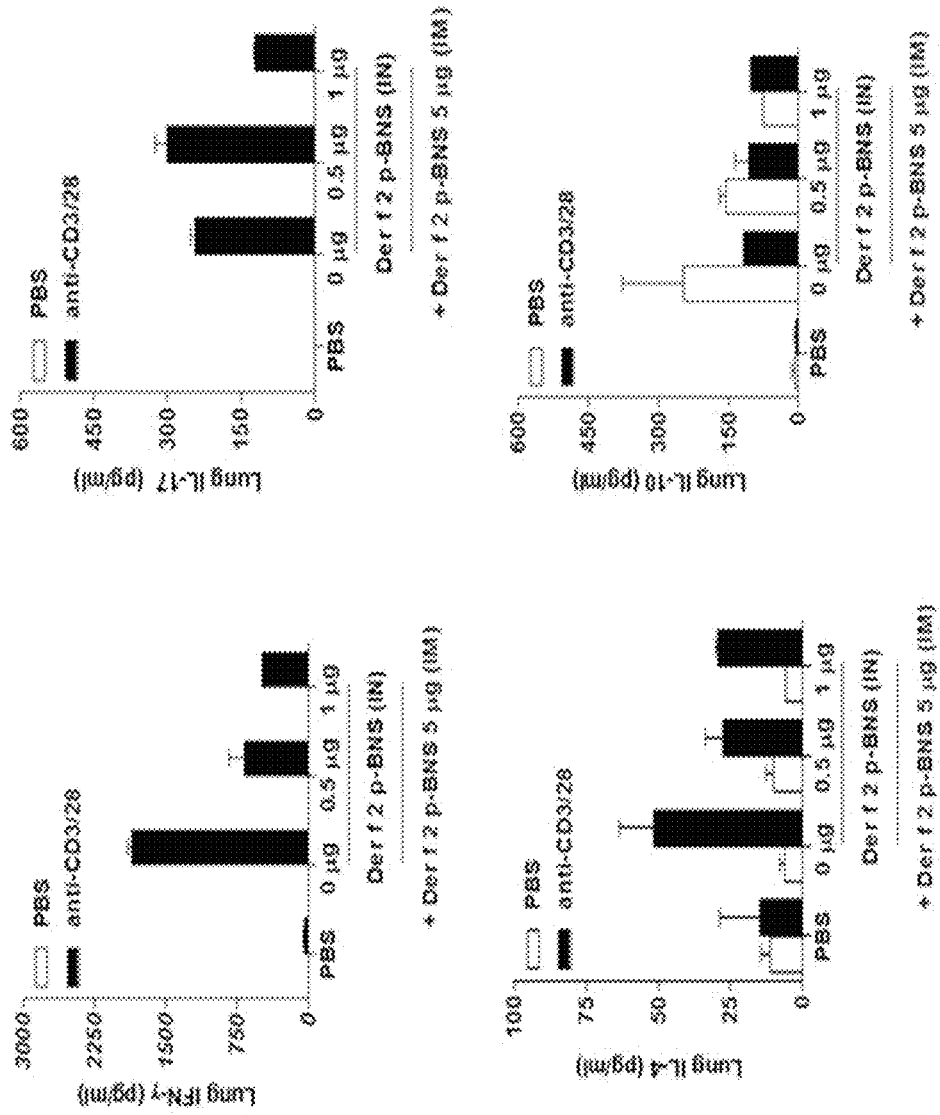 PBS
anti-CD3/28
Lung IFN-γ (pg/ml)
3000
2250
1500
750
0
PBS
0 µg
0.5 µg
1 µg
Der f 2 p-BNS (IN)
+ Der f 2 p-BNS 5 µg (IM)
PBS
anti-CD3/28
Lung IL-17 (pg/ml)
600
450
300
150
0
PBS
0 µg
0.5 µg
1 µg
Der f 2 p-BNS (IN)
+ Der f 2 p-BNS 5 µg (IM)
PBS
anti-CD3/28
Lung IL-4 (pg/ml)
100
75
50
25
0
PBS
0 µg
0.5 µg
1 µg
Der f 2 p-BNS (IN)
+ Der f 2 p-BNS 5 µg (IM)
PBS
anti-CD3/28
Lung IL-10 (pg/ml)
600
450
300
150
0
PBS
0 µg
0.5 µg
1 µg
Der f 2 p-BNS (IN)
+ Der f 2 p-BNS 5 µg (IM)